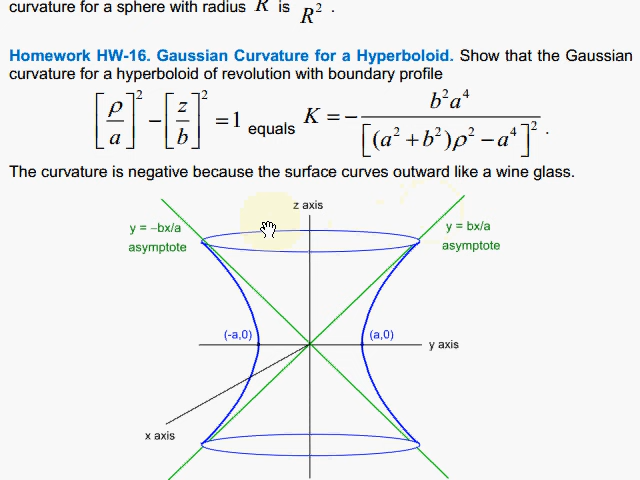 curvature for a sphere with radius R is R² .
Homework HW-16. Gaussian Curvature for a Hyperboloid. Show that the Gaussian
curvature for a hyperboloid of revolution with boundary profile
[ρ/a]² − [z/b]² = 1 equals K = − b²a⁴ / [(a² + b²)ρ² − a⁴]² .
The curvature is negative because the surface curves outward like a wine glass.
z axis
y = −bx/a
asymptote
y = bx/a
asymptote
(-a,0)
(a,0)
y axis
x axis